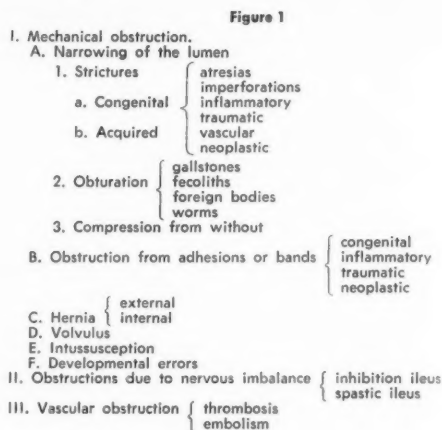 Figure 1
I. Mechanical obstruction.
A. Narrowing of the lumen
1. Strictures
a. Congenital
b. Acquired
atresias
imperforations
inflammatory
traumatic
vascular
neoplastic
2. Obturation
gallstones
fecoliths
foreign bodies
worms
3. Compression from without
B. Obstruction from adhesions or bands
congenital
inflammatory
traumatic
neoplastic
C. Hernia
external
internal
D. Volvulus
E. Intussusception
F. Developmental errors
II. Obstructions due to nervous imbalance
inhibition ileus
spastic ileus
III. Vascular obstruction
thrombosis
embolism